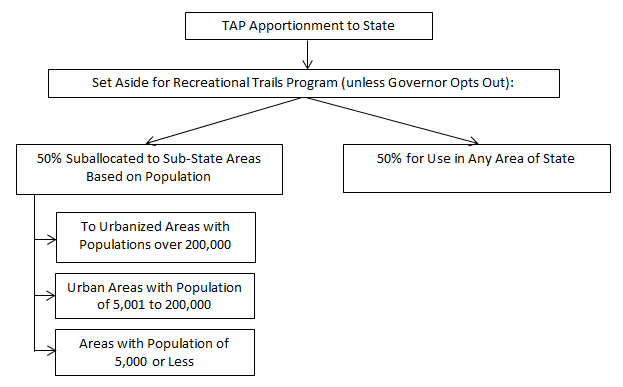 TAP Apportionment to State
Set Aside for Recreational Trails Program (unless Governor Opts Out):
50% Suballocated to Sub-State Areas
Based on Population
50% for Use in Any Area of State
To Urbanized Areas with
Populations over 200,000
Urban Areas with Population
of 5,001 to 200,000
Areas with Population of
5,000 or Less